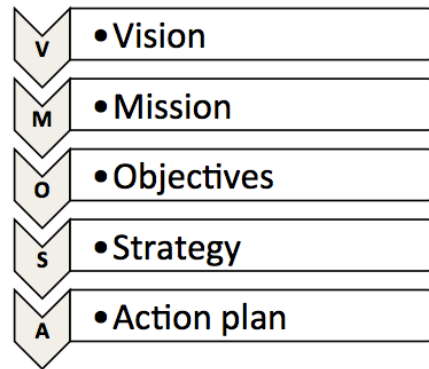 V • Vision
M • Mission
O • Objectives
S • Strategy
A • Action plan